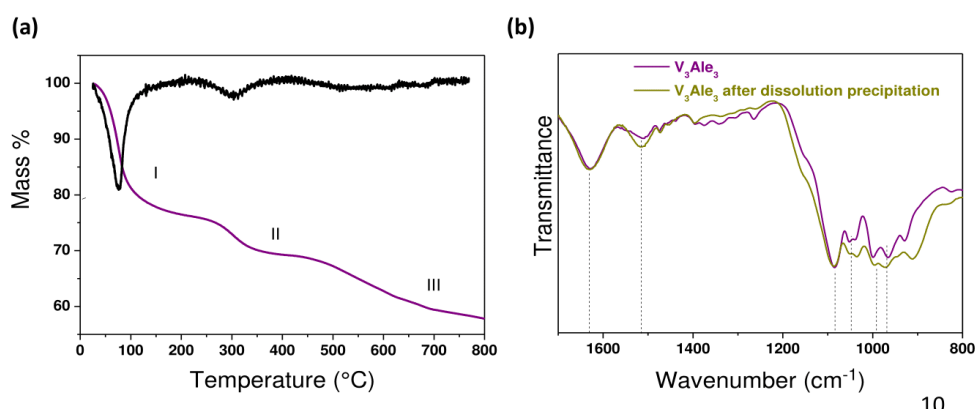 (a)
100
90
80
70
60
Mass %
I
II
III
0 100 200 300 400 500 600 700 800
Temperature (°C)
(b)
V₃Ale₃
V₃Ale₃ after dissolution precipitation
Transmittance
1600 1400 1200 1000 800
Wavenumber (cm⁻¹)
10